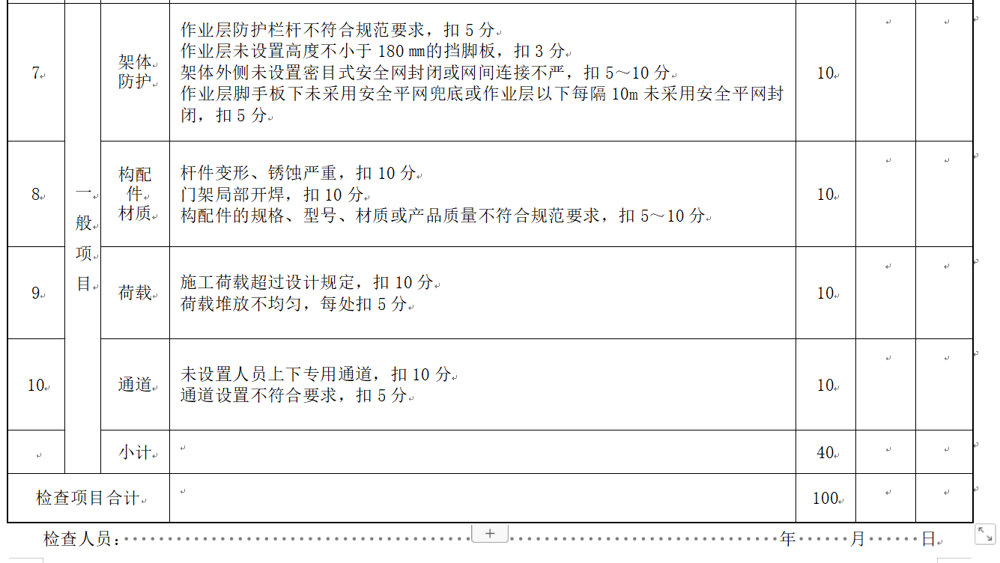 7
一
般
项
目
架体
防护
作业层防护栏杆不符合规范要求，扣 5 分
作业层未设置高度不小于 180 ㎜的挡脚板，扣 3 分
架体外侧未设置密目式安全网封闭或网间连接不严，扣 5～10 分
作业层脚手板下未采用安全平网兜底或作业层以下每隔 10m 未采用安全平网封
闭，扣 5 分
10
8
构配
件
材质
杆件变形、锈蚀严重，扣 10 分
门架局部开焊，扣 10 分
构配件的规格、型号、材质或产品质量不符合规范要求，扣 5～10 分
10
9
荷载
施工荷载超过设计规定，扣 10 分
荷载堆放不均匀，每处扣 5 分
10
10
通道
未设置人员上下专用通道，扣 10 分
通道设置不符合要求，扣 5 分
10
小计
40
检查项目合计
100
检查人员： 年 月 日